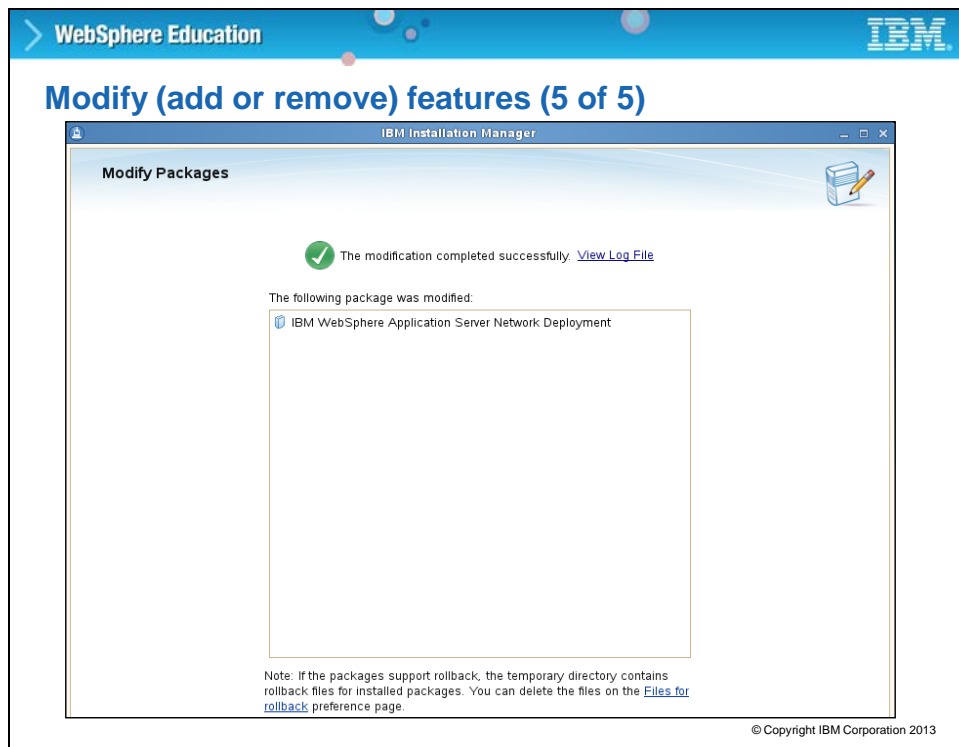 WebSphere Education
IBM.
Modify (add or remove) features (5 of 5)
IBM Installation Manager
Modify Packages
The modification completed successfully. View Log File
The following package was modified:
IBM WebSphere Application Server Network Deployment
Note: If the packages support rollback, the temporary directory contains
rollback files for installed packages. You can delete the files on the Files for
rollback preference page.
© Copyright IBM Corporation 2013